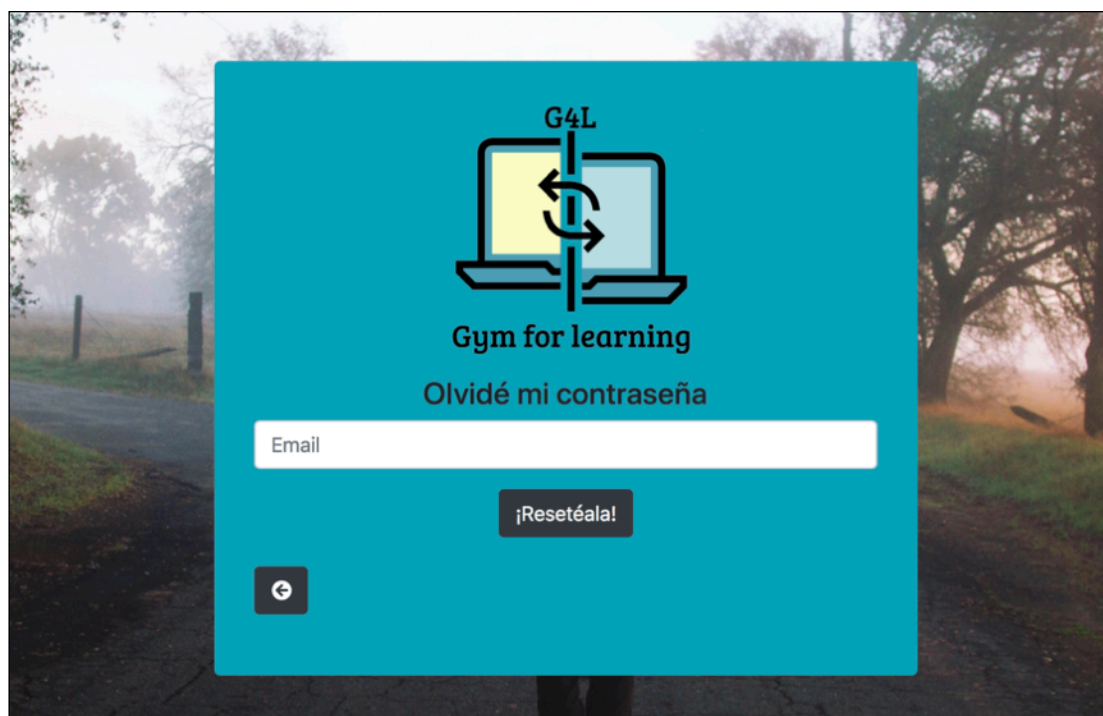 G4L
Gym for learning
Olvidé mi contraseña
Email
¡Resetéala!